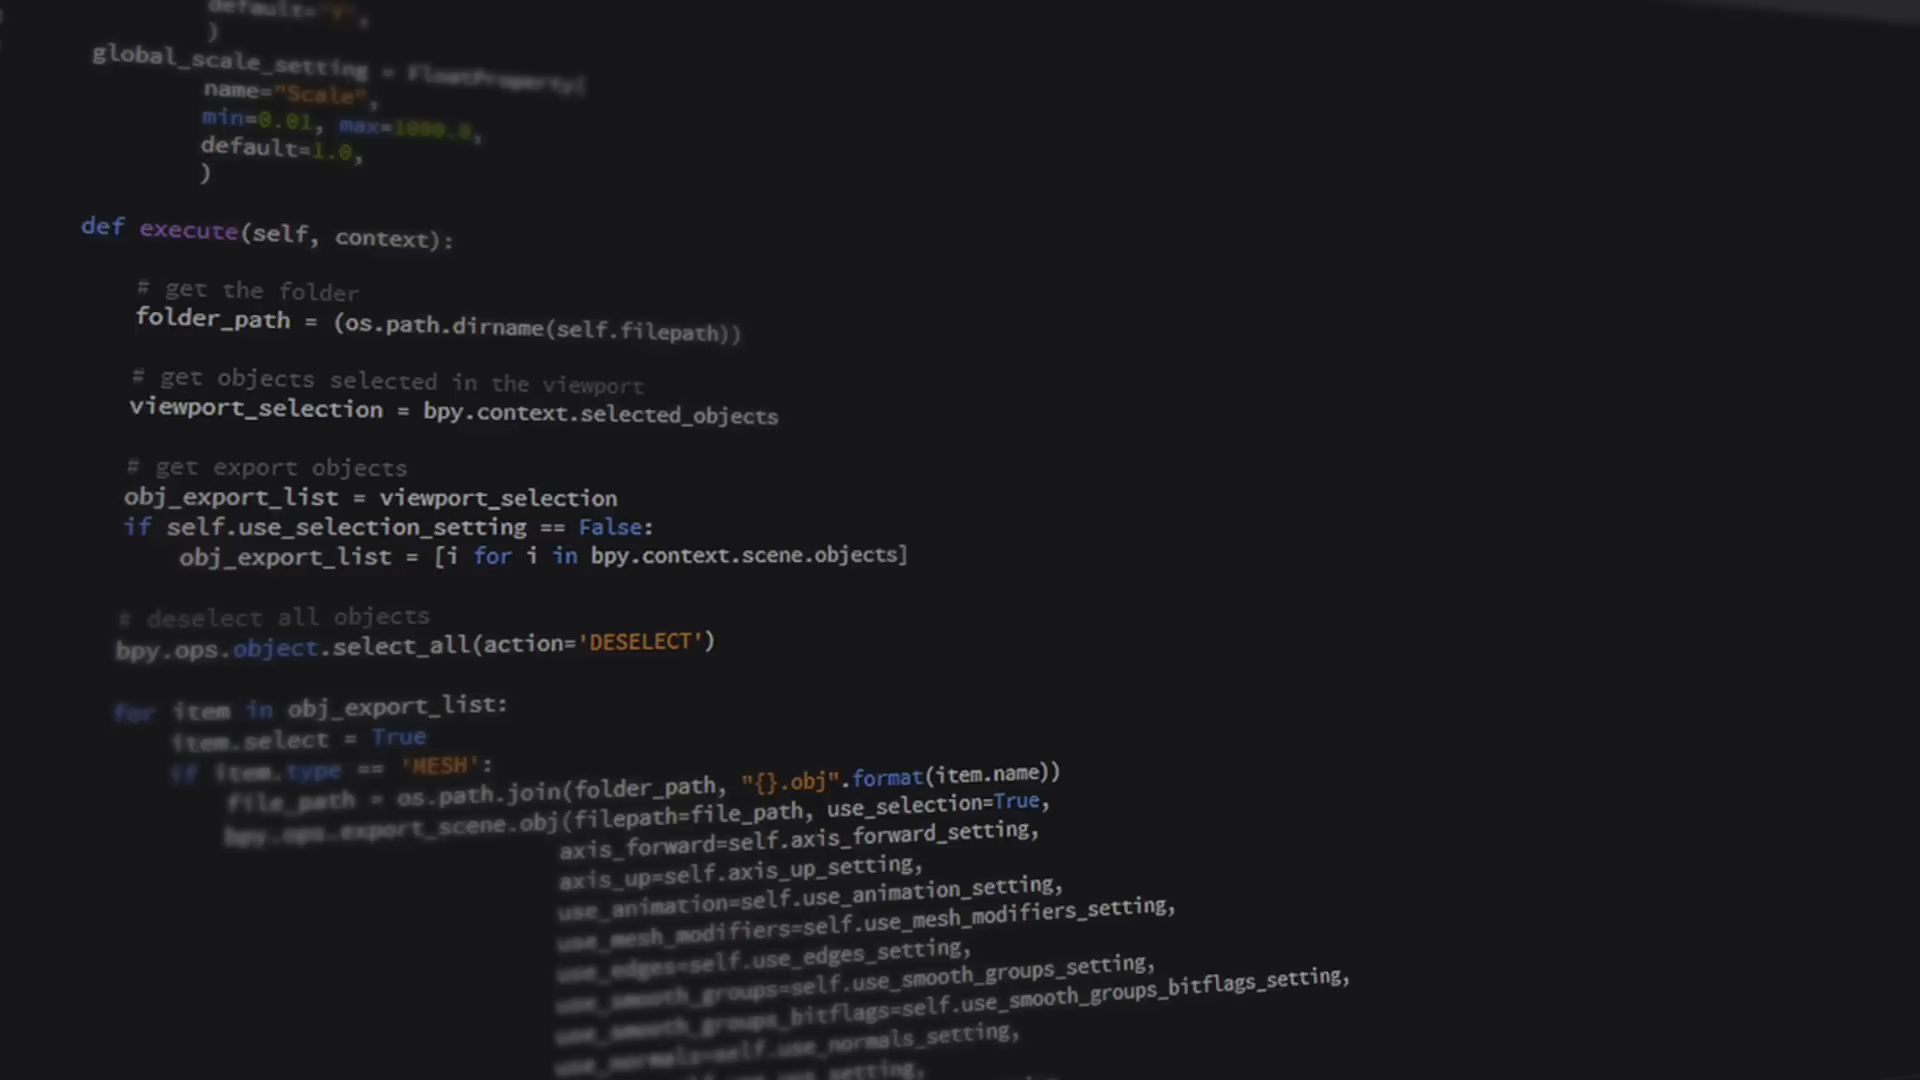 default="Y",
)
global_scale_setting = FloatProperty(
name="Scale",
min=0.01, max=1000.0,
default=1.0,
)
def execute(self, context):
# get the folder
folder_path = (os.path.dirname(self.filepath))
# get objects selected in the viewport
viewport_selection = bpy.context.selected_objects
# get export objects
obj_export_list = viewport_selection
if self.use_selection_setting == False:
obj_export_list = [i for i in bpy.context.scene.objects]
# deselect all objects
bpy.ops.object.select_all(action='DESELECT')
for item in obj_export_list:
item.select = True
if item.type == 'MESH':
file_path = os.path.join(folder_path, "{}.obj".format(item.name))
bpy.ops.export_scene.obj(filepath=file_path, use_selection=True,
axis_forward=self.axis_forward_setting,
axis_up=self.axis_up_setting,
use_animation=self.use_animation_setting,
use_mesh_modifiers=self.use_mesh_modifiers_setting,
use_edges=self.use_edges_setting,
use_smooth_groups=self.use_smooth_groups_setting,
use_smooth_groups_bitflags=self.use_smooth_groups_bitflags_setting,
use_normals=self.use_normals_setting,